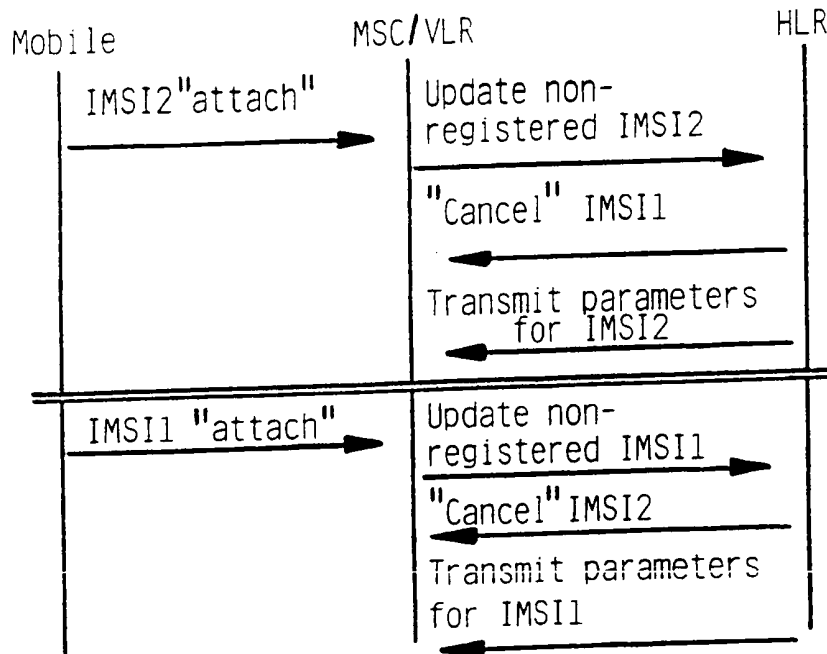 Mobile
MSC/VLR
HLR
IMSI2"attach"
Update non-
registered IMSI2
"Cancel" IMSI1
Transmit parameters
for IMSI2
IMSI1 "attach"
Update non-
registered IMSI1
"Cancel"IMSI2
Transmit parameters
for IMSI1